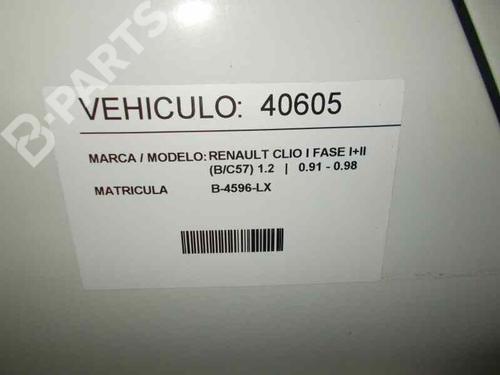 B-PARTS
VEHICULO: 40605
MARCA / MODELO: RENAULT CLIO I FASE I+II
(B/C57) 1.2 | 0.91 - 0.98
MATRICULA B-4596-LX